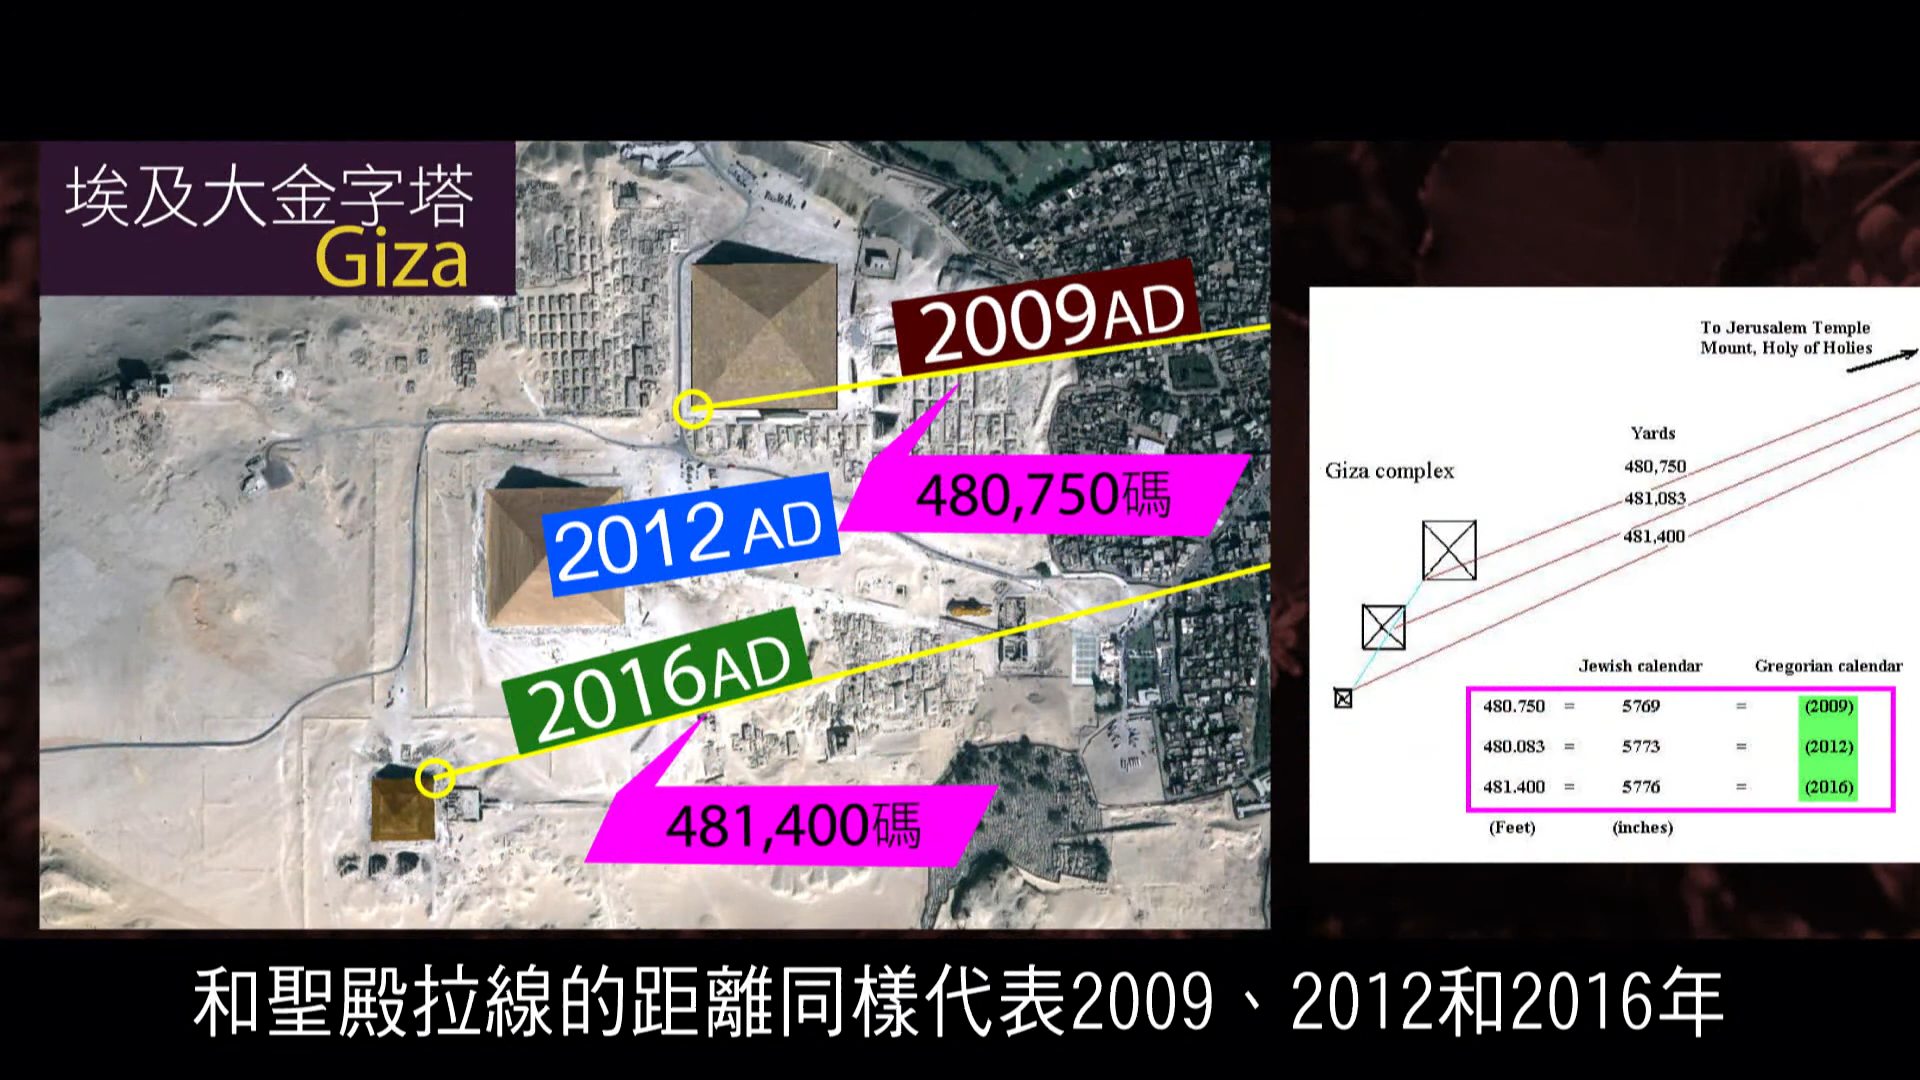 埃及大金字塔
Giza
2009AD
480,750碼
2012 AD
2016AD
481,400碼
To Jerusalem Temple
Mount, Holy of Holies
Yards
Giza complex
480,750
481,083
481,400
Jewish calendar Gregorian calendar
480.750 = 5769 = (2009)
480.083 = 5773 = (2012)
481.400 = 5776 = (2016)
(Feet) (inches)
和聖殿拉線的距離同樣代表2009、2012和2016年